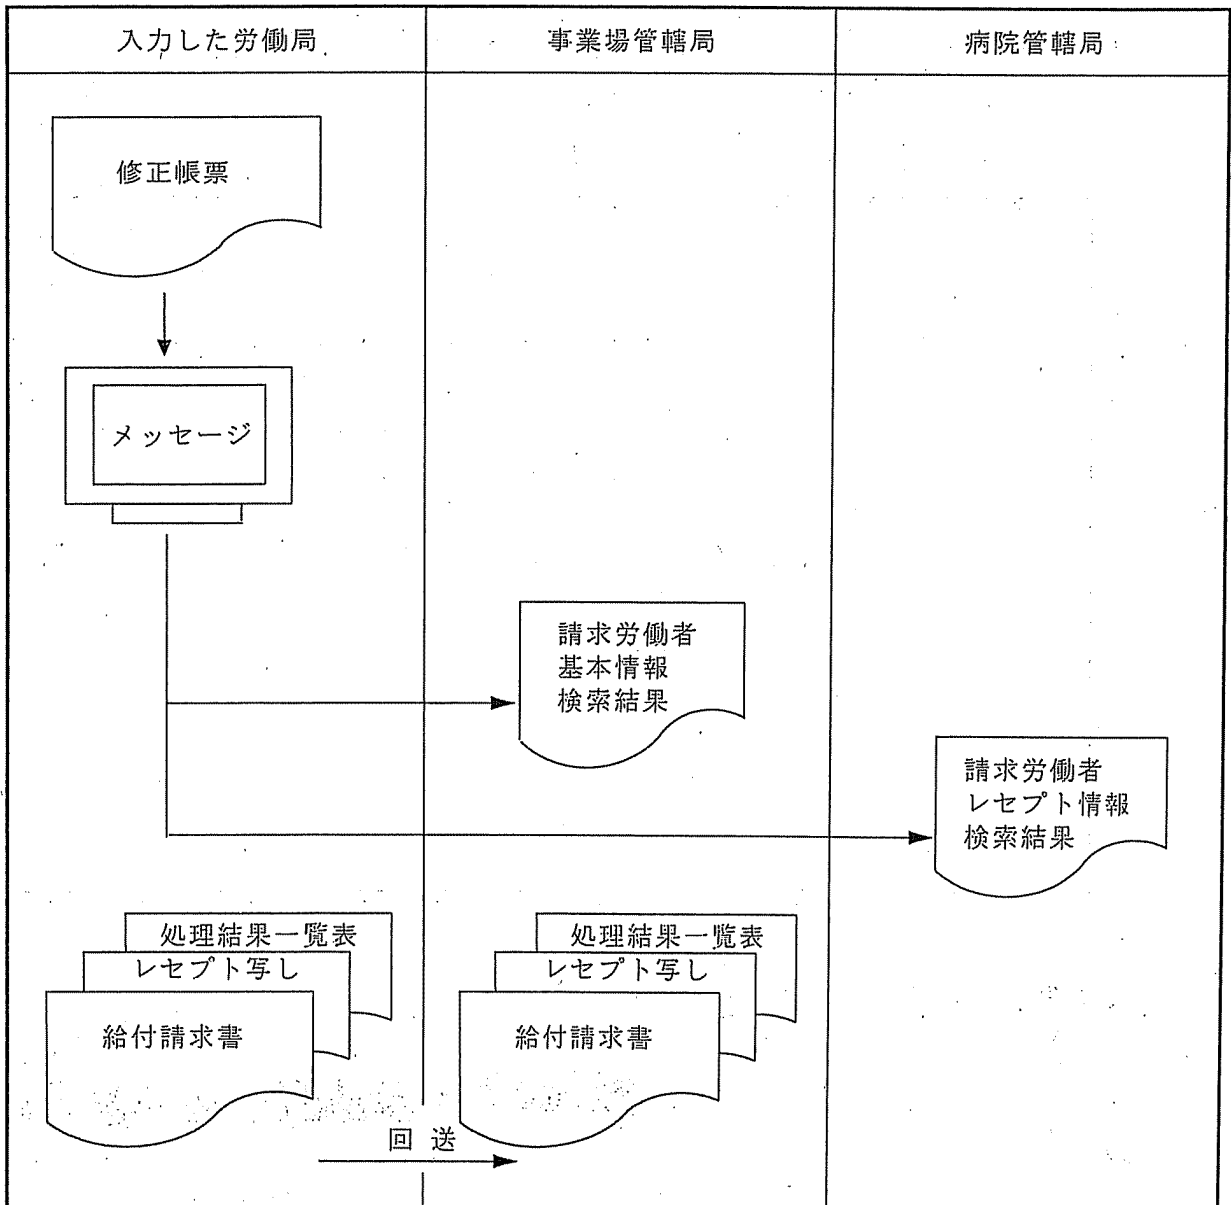 入力した労働局
事業場管轄局
病院管轄局
修正帳票
メッセージ
請求労働者
基本情報
検索結果
請求労働者
レセプト情報
検索結果
処理結果一覧表
レセプト写し
給付請求書
処理結果一覧表
レセプト写し
給付請求書
回送